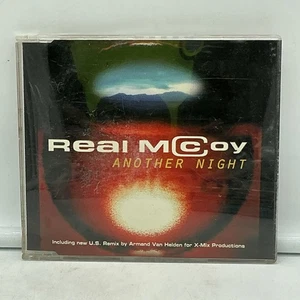 Real McCoy
ANOTHER NIGHT
Including new U.S. Remix by Armand Van Helden for X-Mix Productions